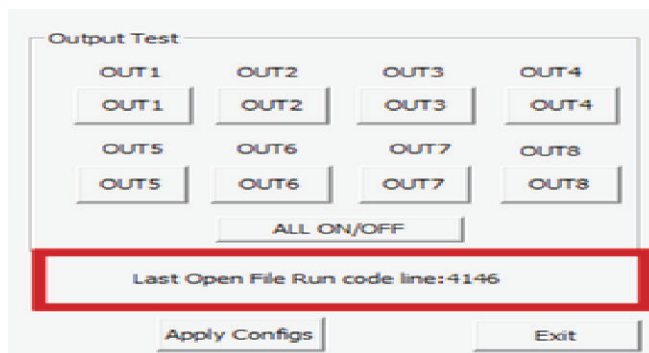 Output Test
OUT1 OUT2 OUT3 OUT4
OUT1 OUT2 OUT3 OUT4
OUT5 OUT6 OUT7 OUT8
OUT5 OUT6 OUT7 OUT8
ALL ON/OFF
Last Open File Run code line:4146
Apply Configs Exit